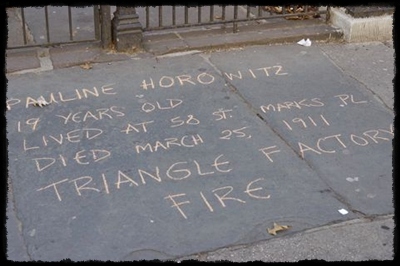 PAULINE HOROWITZ
19 YEARS OLD
LIVED AT 58 ST. MARKS PL
DIED MARCH 25, 1911
TRIANGLE FACTORY
FIRE